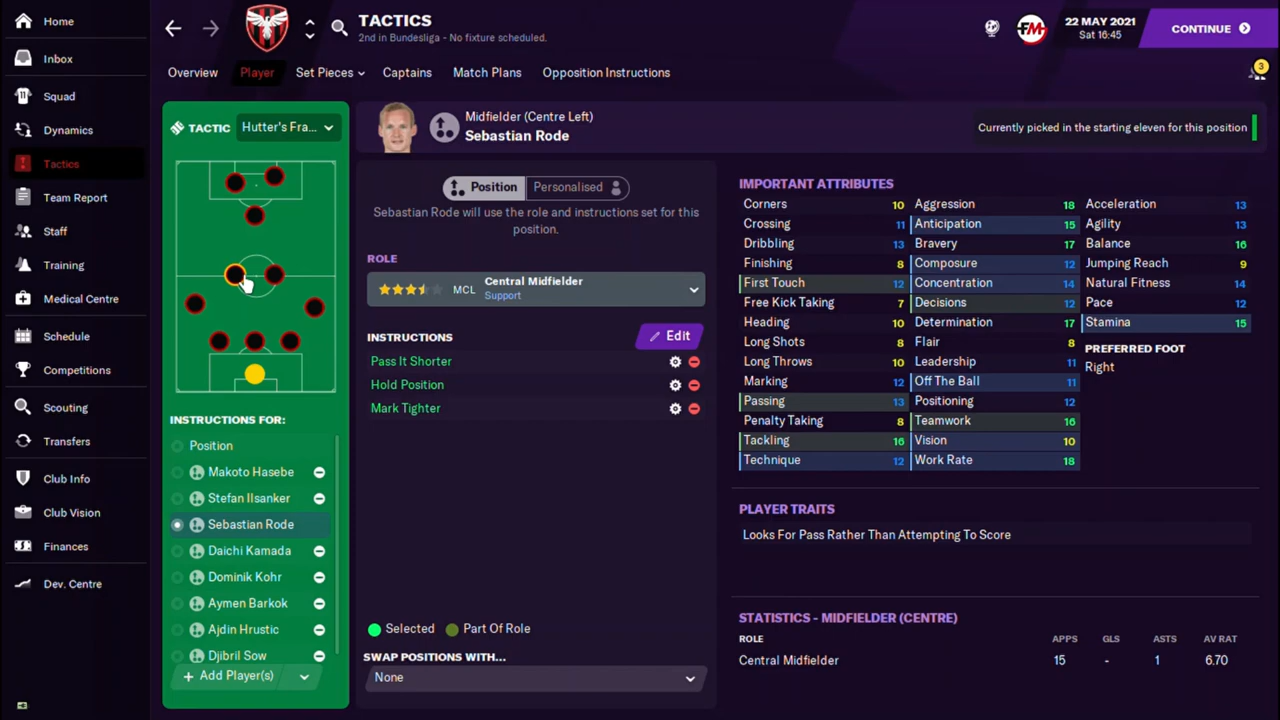 Home
Inbox
Squad
Dynamics
Tactics
Team Report
Staff
Training
Medical Centre
Schedule
Competitions
Scouting
Transfers
Club Info
Club Vision
Finances
Dev. Centre
TACTICS
2nd in Bundesliga - No fixture scheduled.
FM
22 MAY 2021
Sat 16:45
CONTINUE
3
Overview
Player
Set Pieces
Captains
Match Plans
Opposition Instructions
TACTIC
Hutter's Fra...
INSTRUCTIONS FOR:
Position
Makoto Hasebe
Stefan Ilsanker
Sebastian Rode
Daichi Kamada
Dominik Kohr
Aymen Barkok
Ajdin Hrustic
Djibril Sow
+ Add Player(s)
Midfielder (Centre Left)
Sebastian Rode
Currently picked in the starting eleven for this position
Position
Personalised
Sebastian Rode will use the role and instructions set for this
position.
ROLE
MCL
Central Midfielder
Support
INSTRUCTIONS
Edit
Pass It Shorter
Hold Position
Mark Tighter
Selected
Part Of Role
SWAP POSITIONS WITH...
None
IMPORTANT ATTRIBUTES
Corners 10
Crossing 11
Dribbling 13
Finishing 8
First Touch 12
Free Kick Taking 7
Heading 10
Long Shots 8
Long Throws 10
Marking 12
Passing 13
Penalty Taking 8
Tackling 16
Technique 12
Aggression 18
Anticipation 15
Bravery 17
Composure 12
Concentration 14
Decisions 12
Determination 17
Flair 8
Leadership 11
Off The Ball 11
Positioning 12
Teamwork 16
Vision 10
Work Rate 18
Acceleration 13
Agility 13
Balance 16
Jumping Reach 9
Natural Fitness 14
Pace 12
Stamina 15
PREFERRED FOOT
Right
PLAYER TRAITS
Looks For Pass Rather Than Attempting To Score
STATISTICS - MIDFIELDER (CENTRE)
ROLE APPS GLS ASTS AV RAT
Central Midfielder 15 - 1 6.70